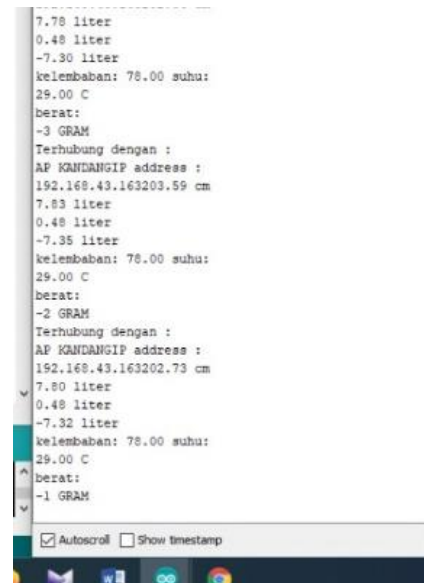 7.78 liter
0.48 liter
-7.30 liter
kelembaban: 78.00 suhu:
29.00 C
berat:
-3 GRAM
Terhubung dengan :
AP KANDANGIP address :
192.168.43.163203.59 cm
7.83 liter
0.48 liter
-7.35 liter
kelembaban: 78.00 suhu:
29.00 C
berat:
-2 GRAM
Terhubung dengan :
AP KANDANGIP address :
192.168.43.163202.73 cm
7.80 liter
0.48 liter
-7.32 liter
kelembaban: 78.00 suhu:
29.00 C
berat:
-1 GRAM
Autoscroll Show timestamp